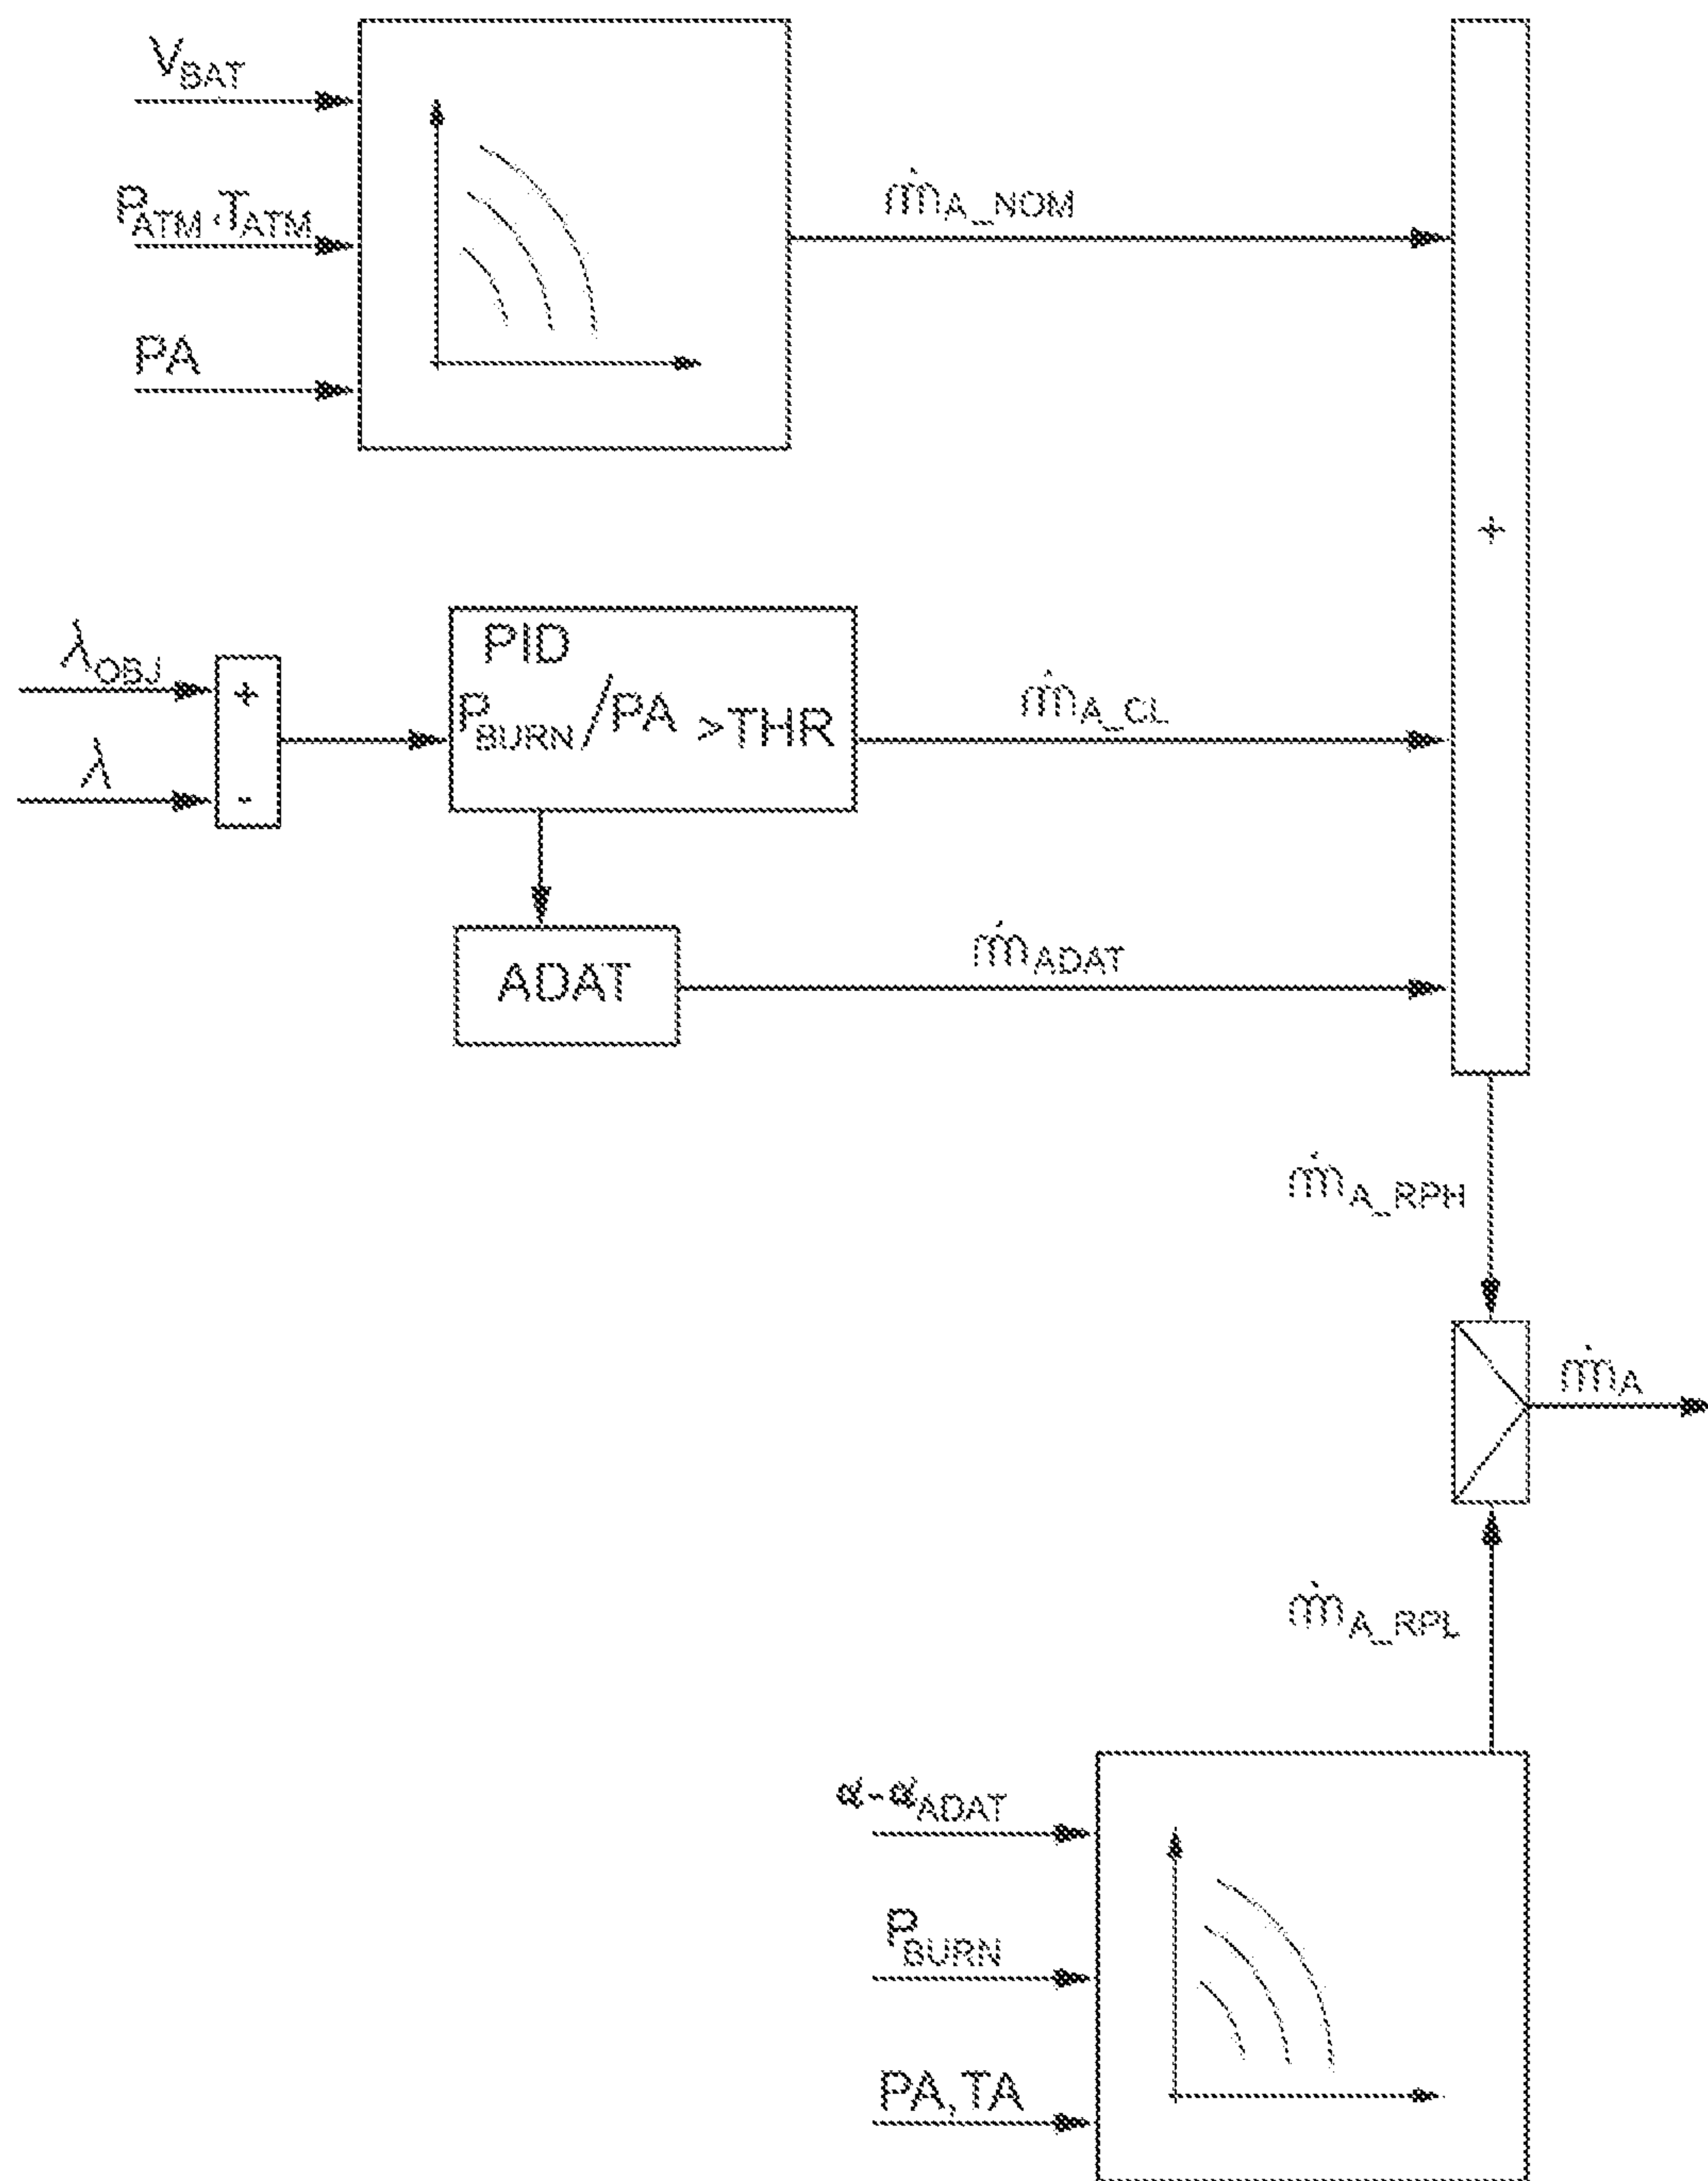 V_BAT
P_ATM,T_ATM
PA
ṁ_A_NOM
+
λ_OBJ
λ
+
-
PID
P_BURN/PA >THR
ṁ_A_CL
ADAT
ṁ_ADAT
ṁ_A_RPH
ṁ_A
ṁ_A_RPL
α-α_ADAT
P_BURN
PA,TA